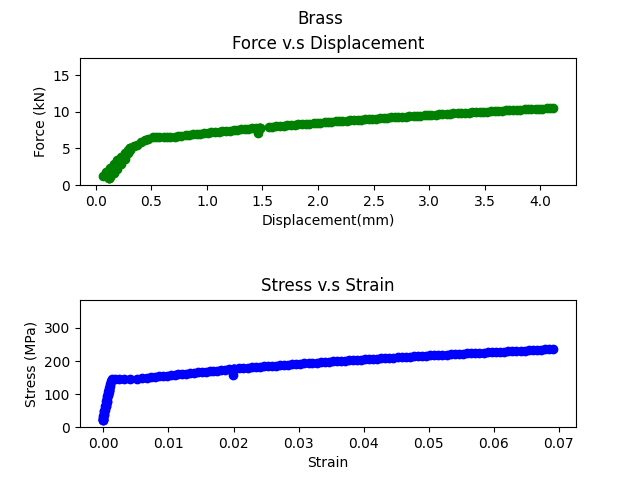 Brass
Force v.s Displacement
Force (kN)
15
10
5
0
0.0 0.5 1.0 1.5 2.0 2.5 3.0 3.5 4.0
Displacement(mm)
Stress v.s Strain
Stress (MPa)
300
200
100
0
0.00 0.01 0.02 0.03 0.04 0.05 0.06 0.07
Strain